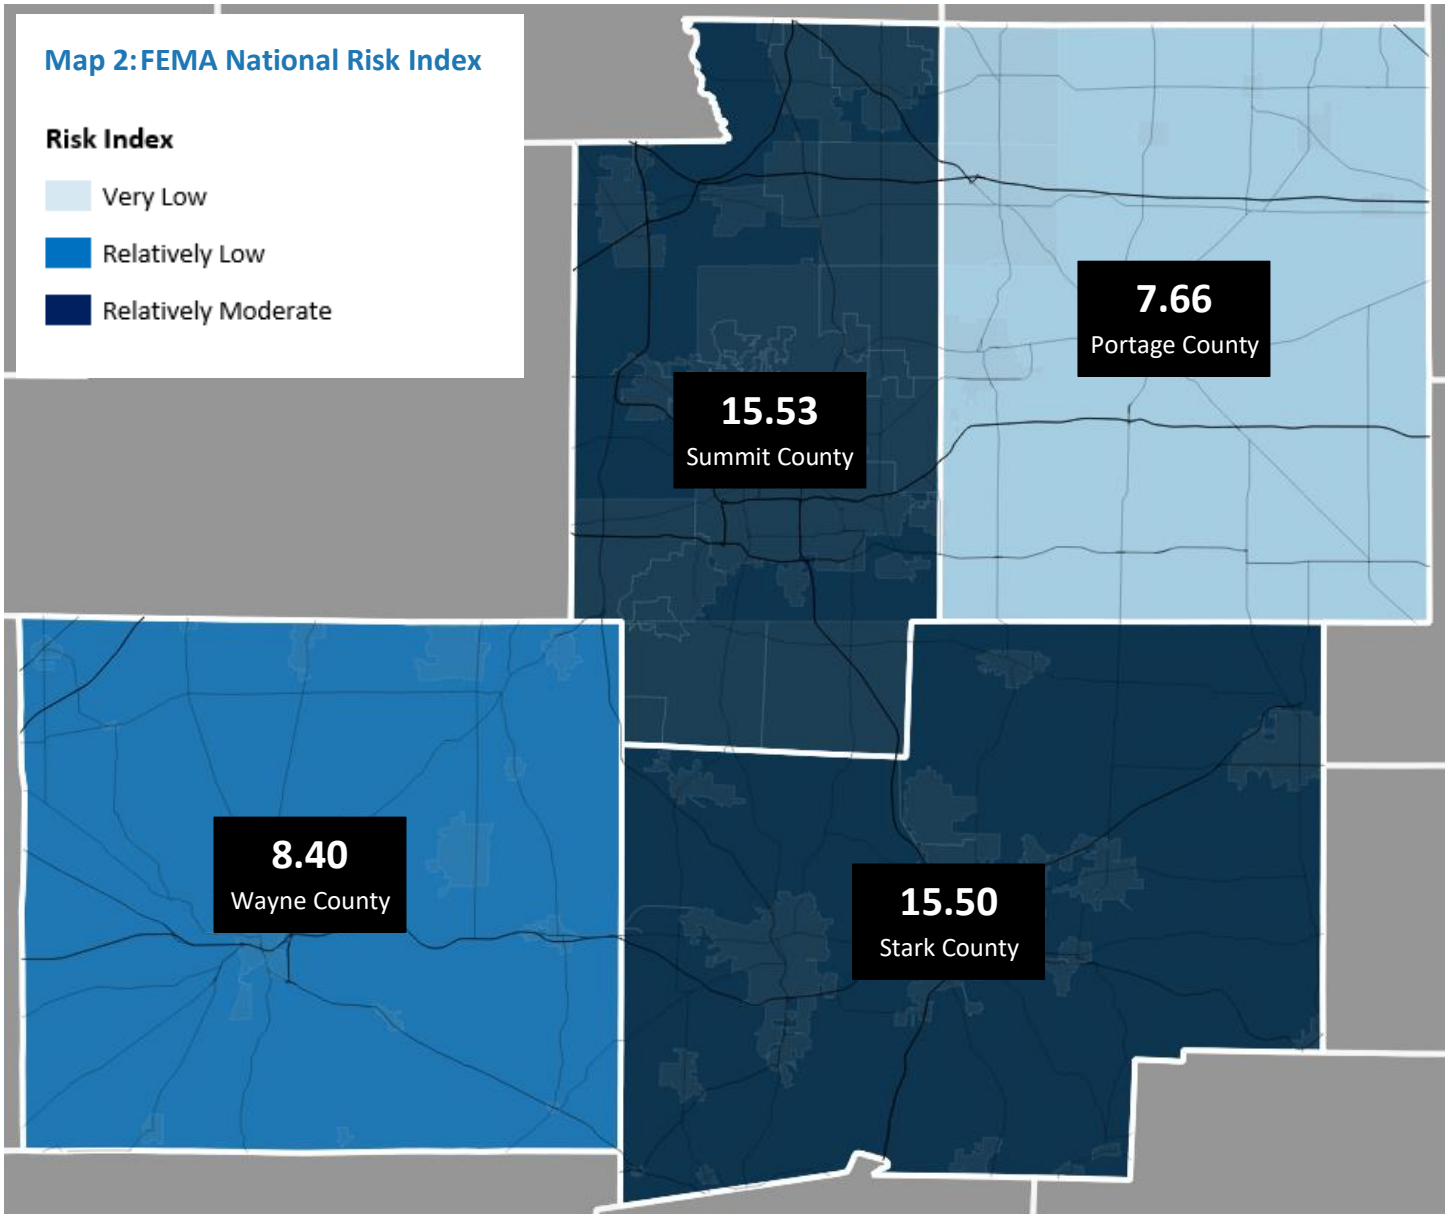 Map 2: FEMA National Risk Index
Risk Index
Very Low
Relatively Low
Relatively Moderate
7.66
Portage County
15.53
Summit County
8.40
Wayne County
15.50
Stark County